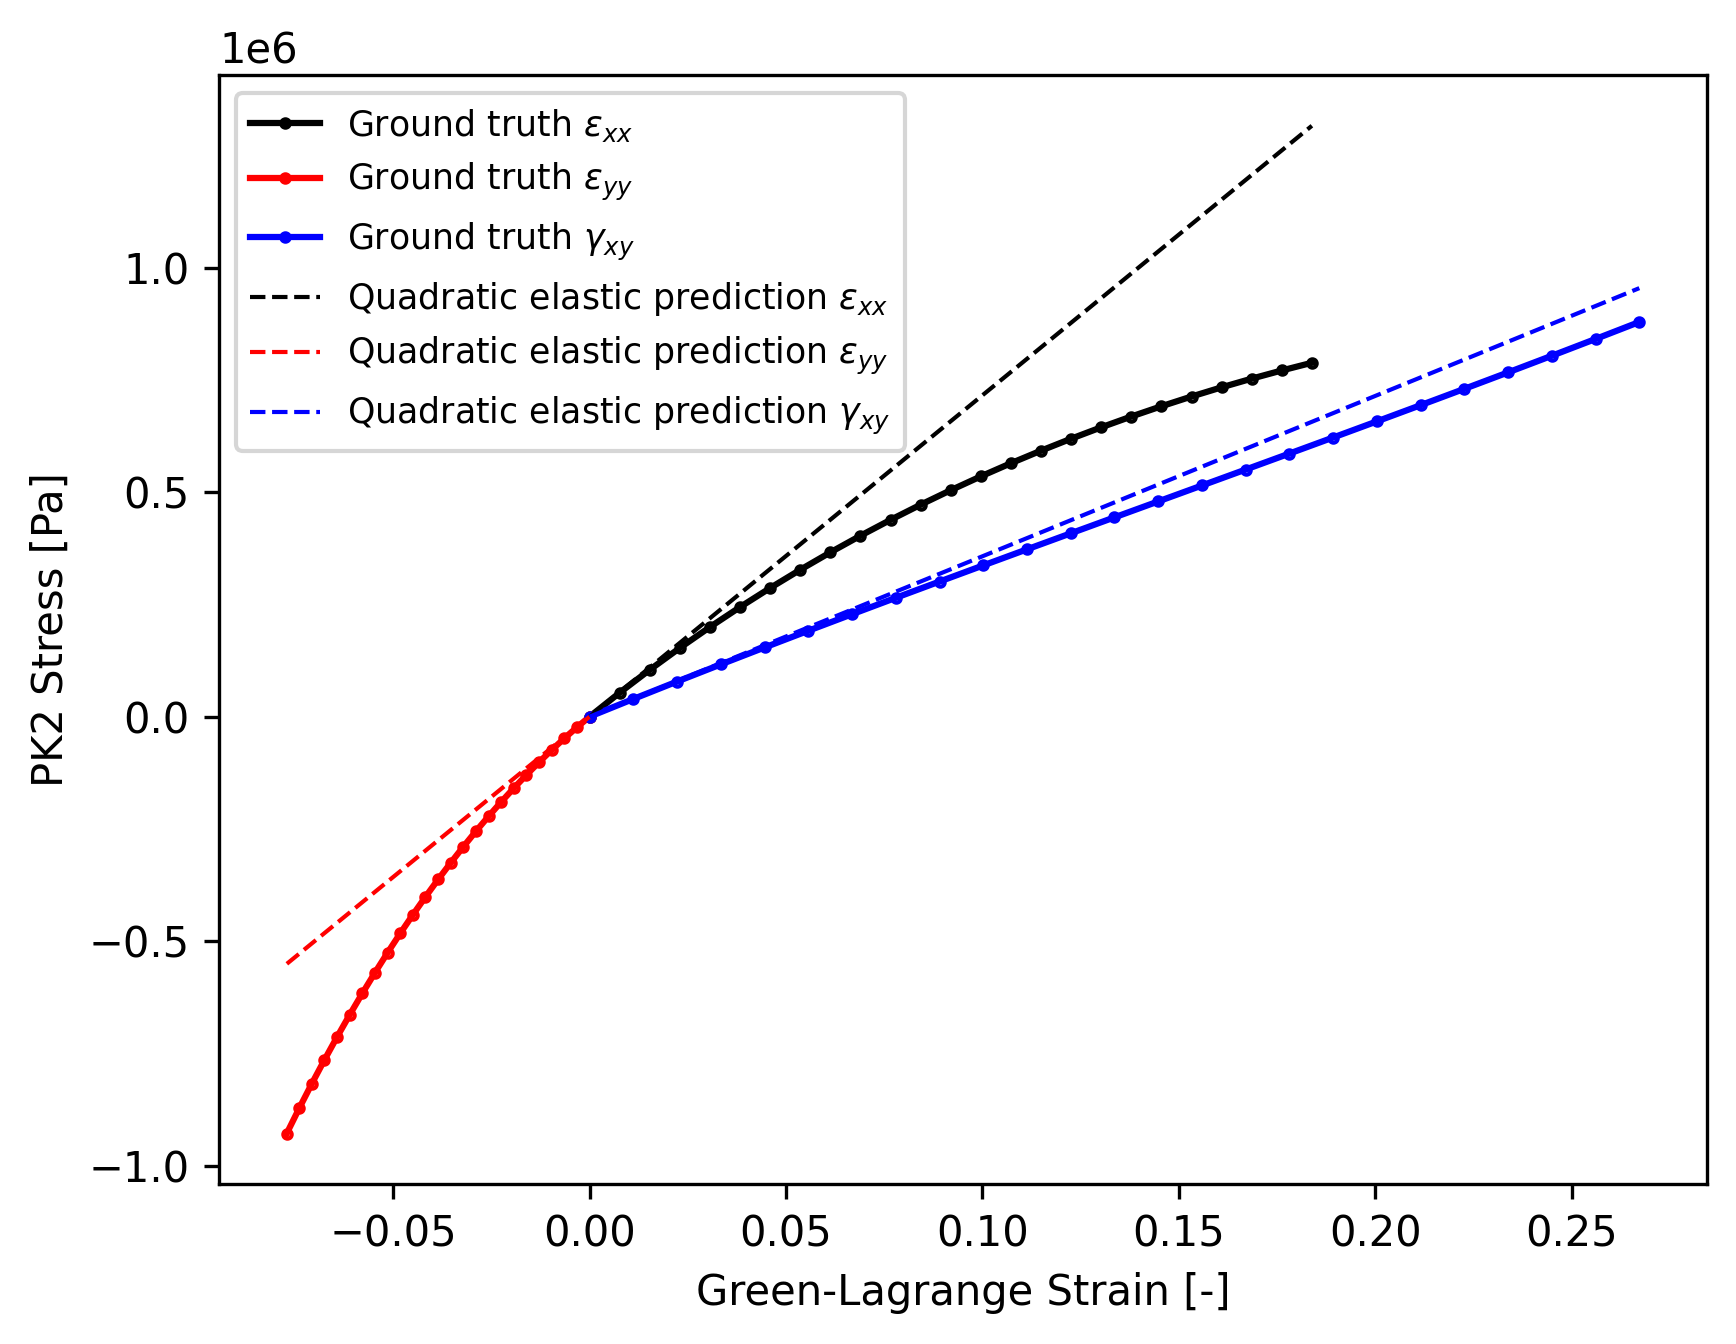 1e6
Ground truth εxx
Ground truth εyy
Ground truth γxy
Quadratic elastic prediction εxx
Quadratic elastic prediction εyy
Quadratic elastic prediction γxy
1.0
0.5
0.0
−0.5
−1.0
PK2 Stress [Pa]
−0.05 0.00 0.05 0.10 0.15 0.20 0.25
Green-Lagrange Strain [-]